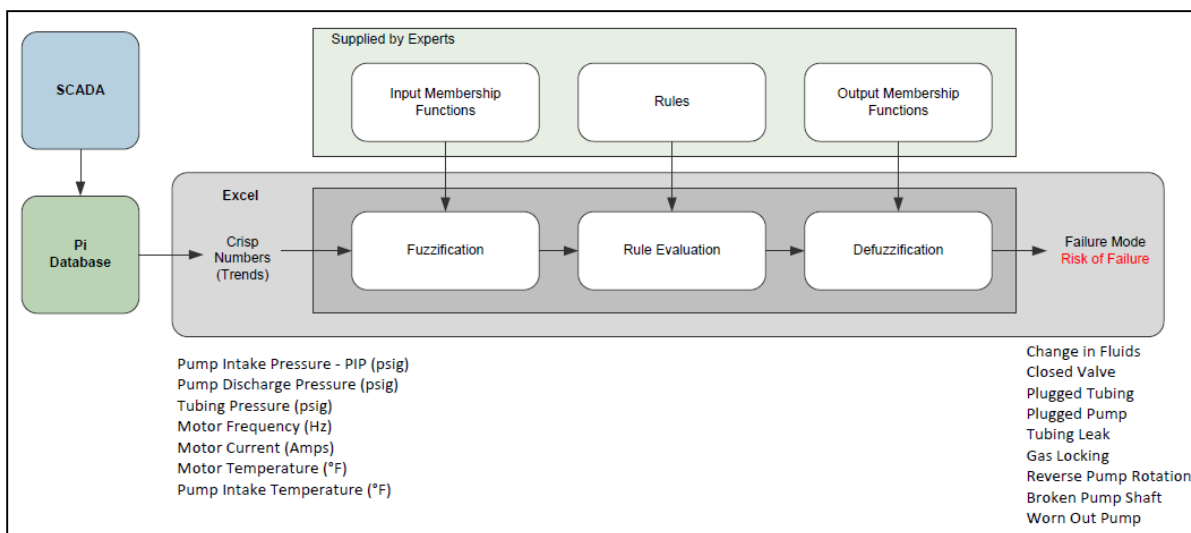 Supplied by Experts
SCADA
Input Membership
Functions
Rules
Output Membership
Functions
Excel
Pi
Database
Crisp
Numbers
(Trends)
Fuzzification
Rule Evaluation
Defuzzification
Failure Mode
Risk of Failure
Pump Intake Pressure - PIP (psig)
Pump Discharge Pressure (psig)
Tubing Pressure (psig)
Motor Frequency (Hz)
Motor Current (Amps)
Motor Temperature (°F)
Pump Intake Temperature (°F)
Change in Fluids
Closed Valve
Plugged Tubing
Plugged Pump
Tubing Leak
Gas Locking
Reverse Pump Rotation
Broken Pump Shaft
Worn Out Pump